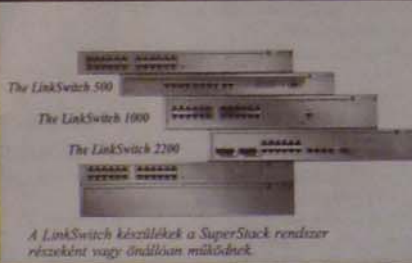 The LinkSwitch 500
The LinkSwitch 1000
The LinkSwitch 2200
A LinkSwitch készülékek a SuperStack rendszer
részeként vagy önállóan működnek.